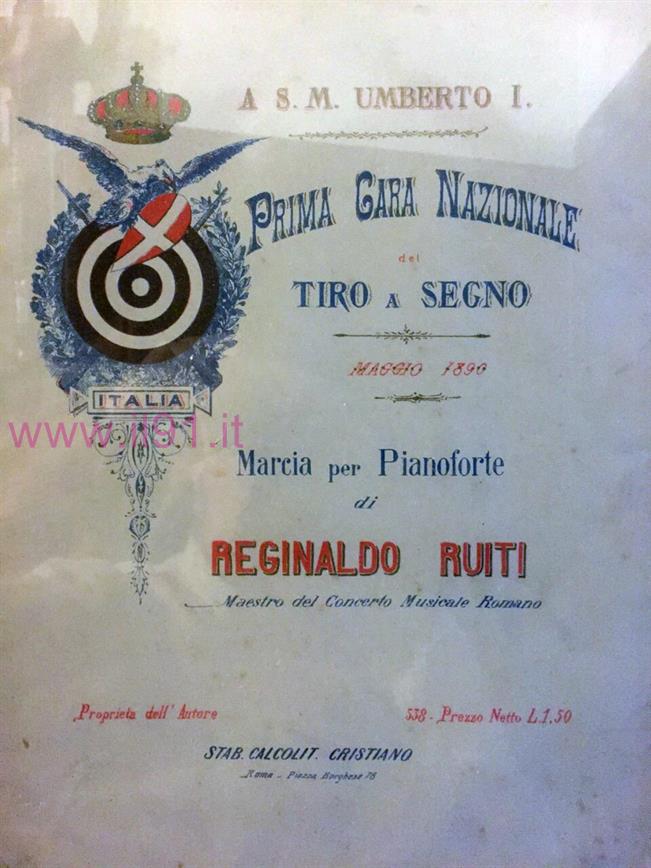 A S. M. UMBERTO I.
PRIMA GARA NAZIONALE
del
TIRO A SEGNO
MAGGIO 1890
ITALIA
www.il91.it
Marcia per Pianoforte
di
REGINALDO RUITI
Maestro del Concerto Musicale Romano
Proprietà dell' Autore
538 - Prezzo Netto L. 1,50
STAB. CALCOLIT. CRISTIANO
Roma - Piazza Borghese 78